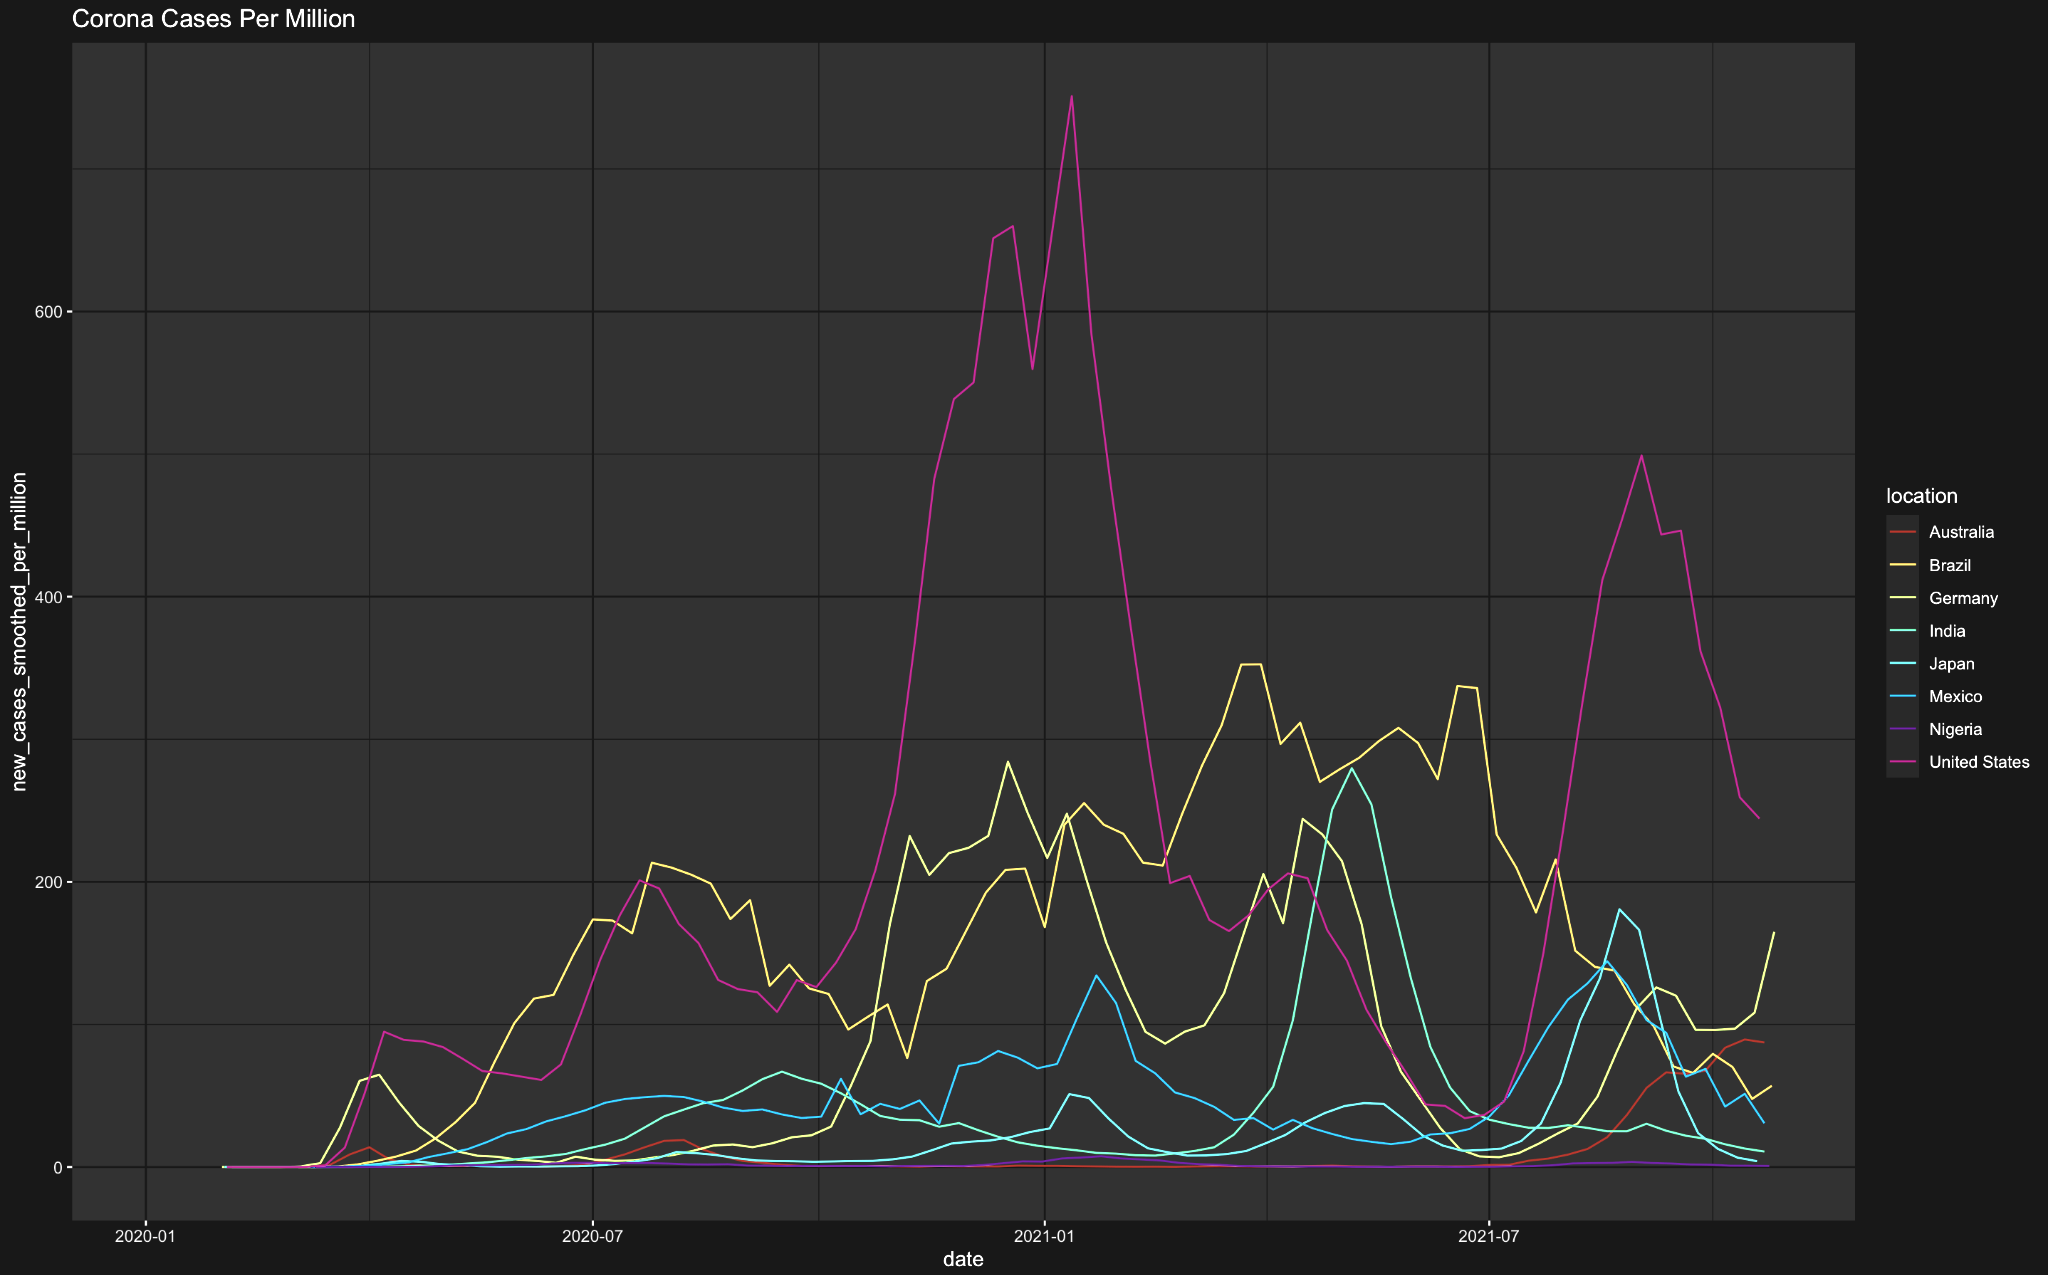 Corona Cases Per Million
new_cases_smoothed_per_million
600
400
200
0
2020-01
2020-07
2021-01
2021-07
date
location
Australia
Brazil
Germany
India
Japan
Mexico
Nigeria
United States